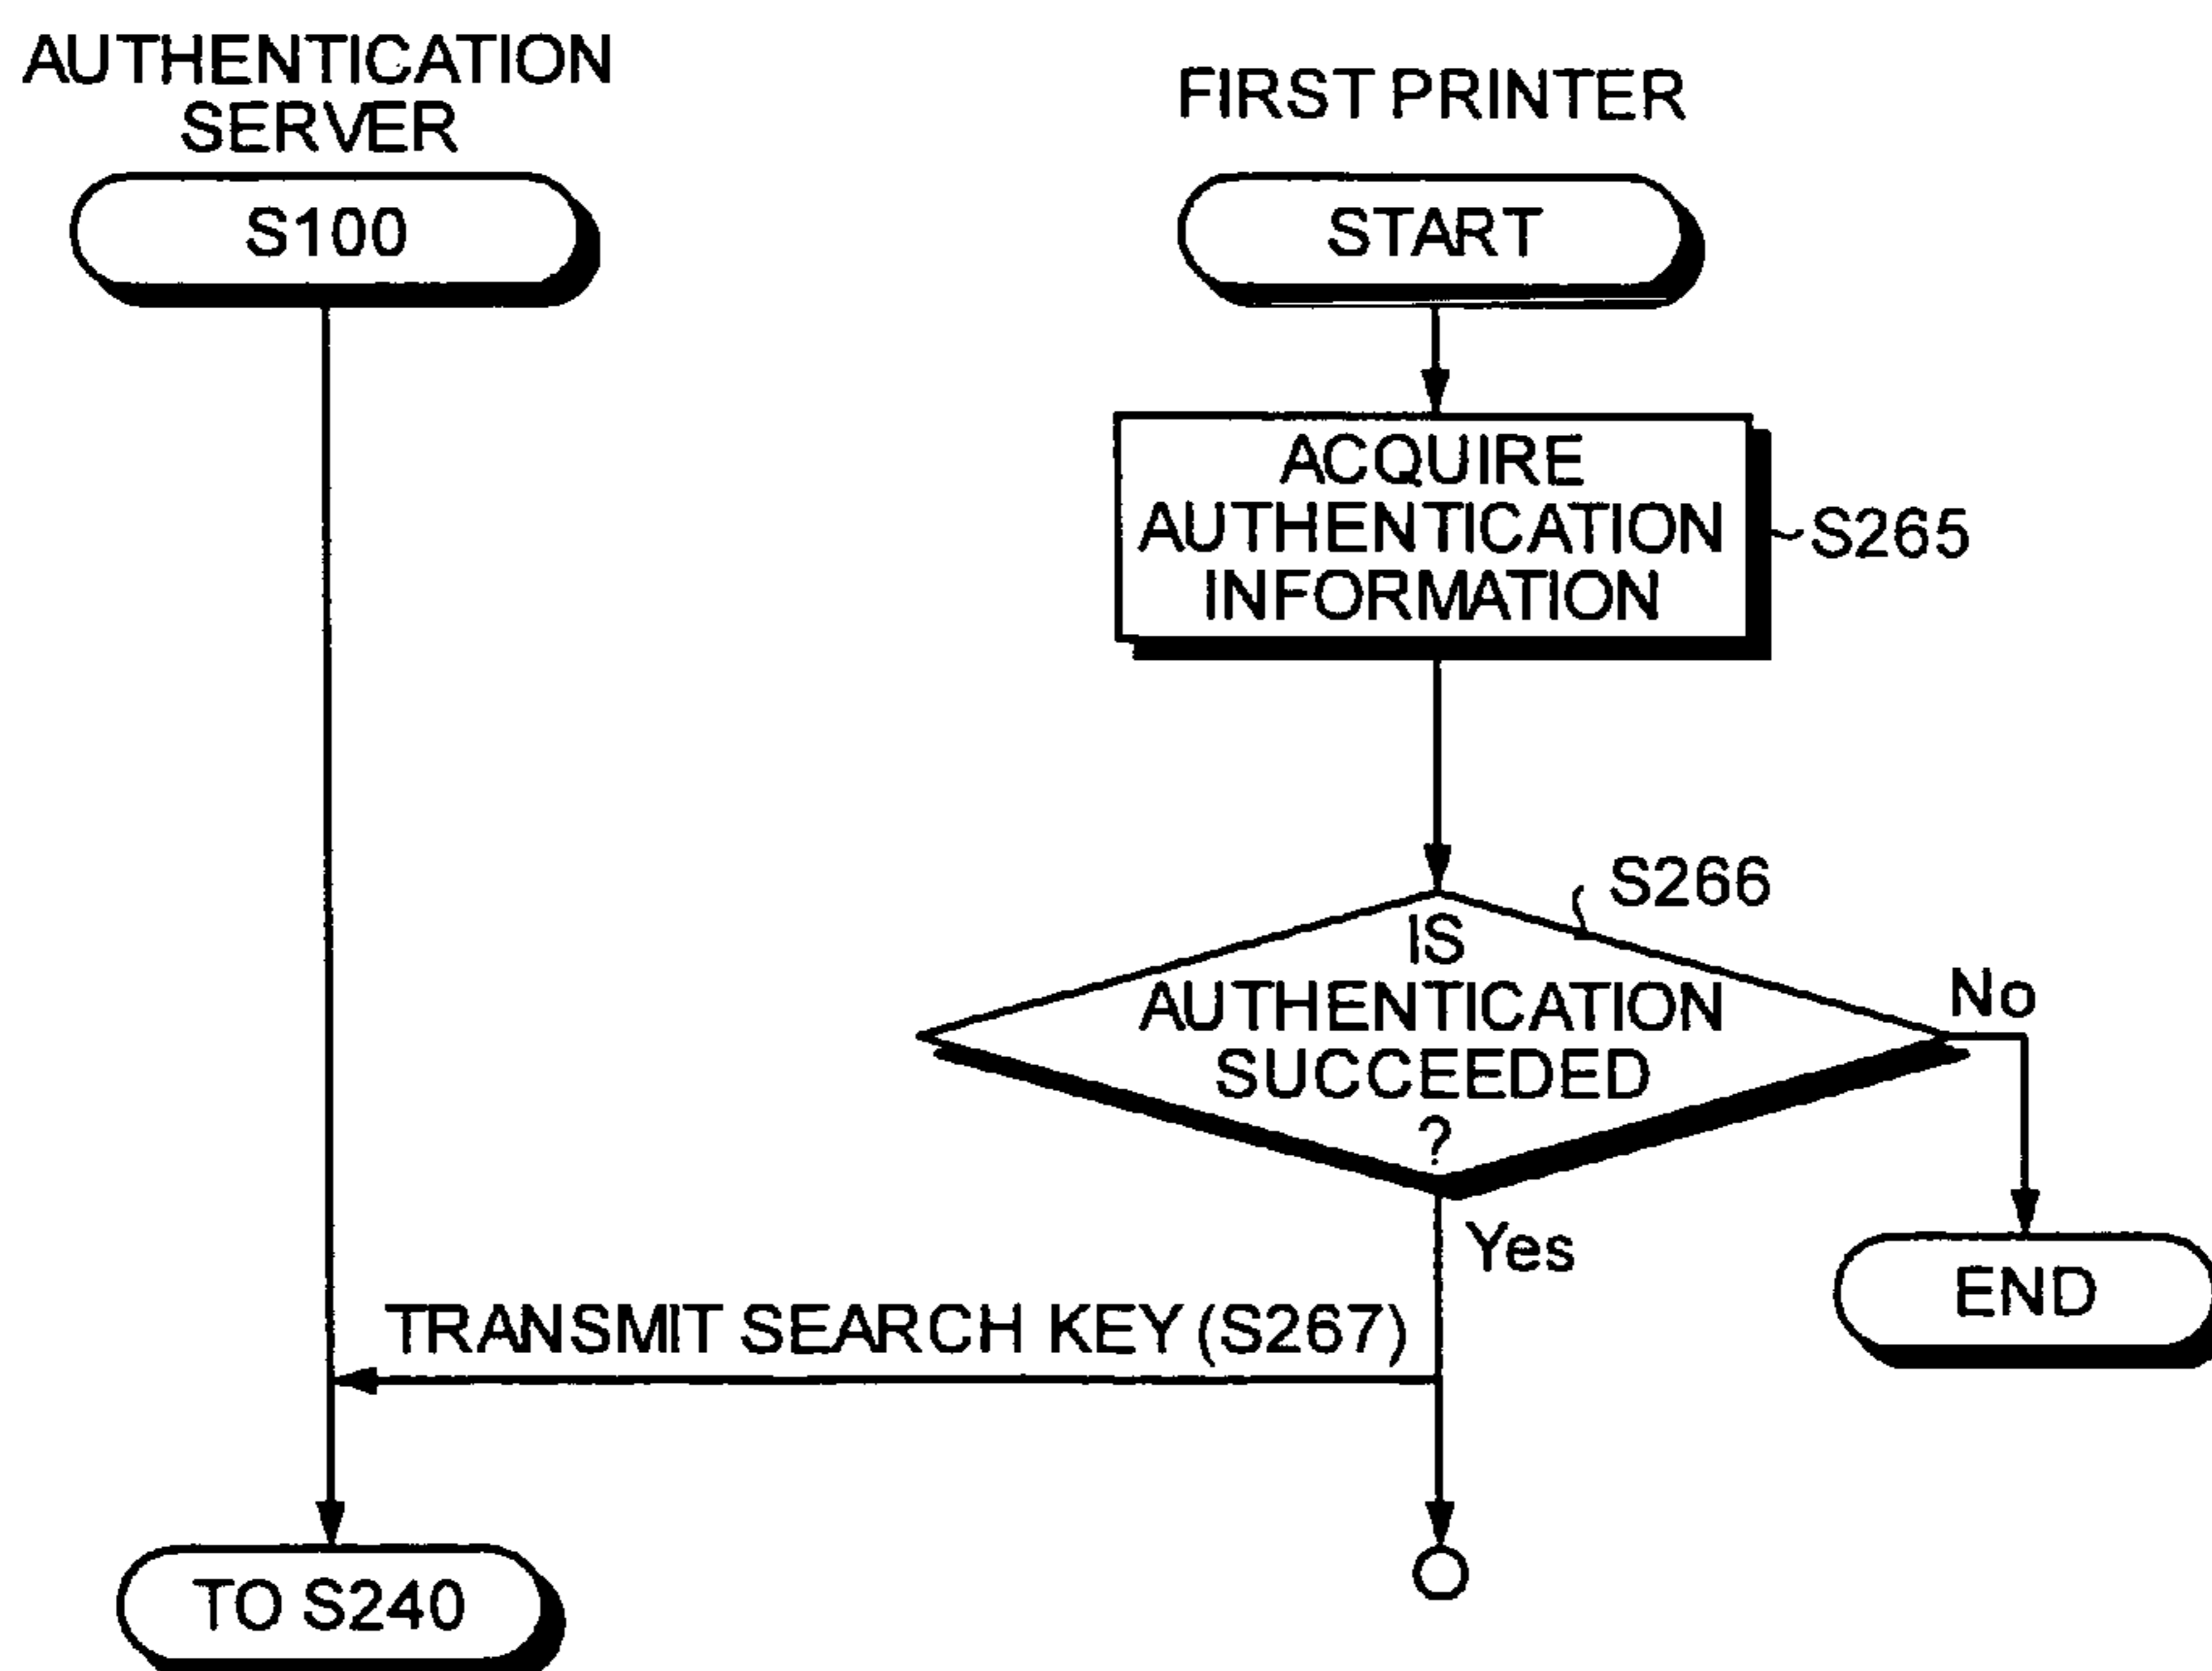 AUTHENTICATION
SERVER
S100
FIRST PRINTER
START
ACQUIRE
AUTHENTICATION
INFORMATION
S265
S266
IS
AUTHENTICATION
SUCCEEDED
?
No
Yes
END
TRANSMIT SEARCH KEY (S267)
TO S240